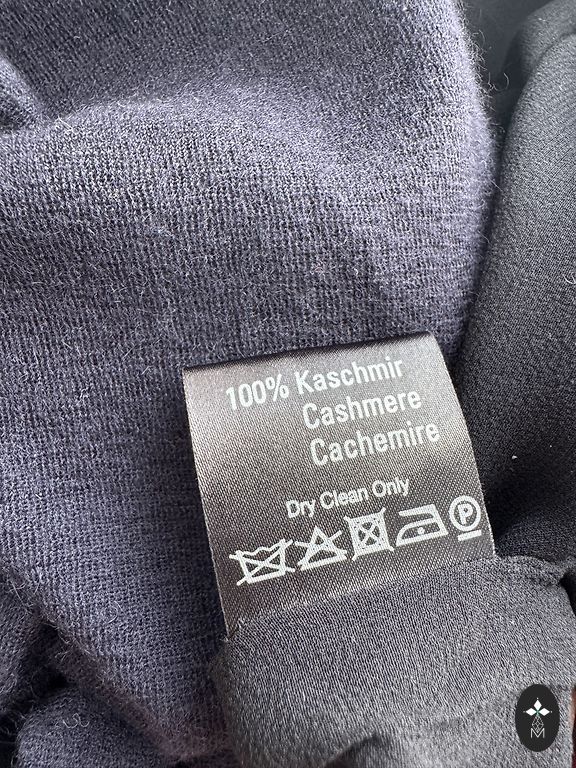 100% Kaschmir
Cashmere
Cachemire
Dry Clean Only
P
M